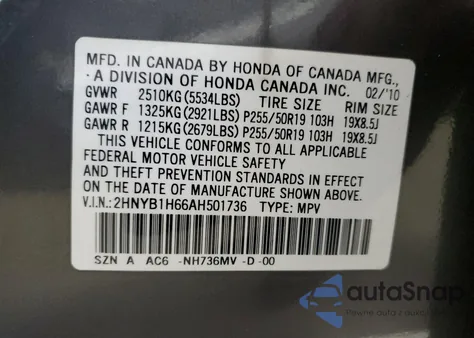 MFD. IN CANADA BY HONDA OF CANADA MFG.,
· A DIVISION OF HONDA CANADA INC. 02/'10
GVWR 2510KG (5534LBS) TIRE SIZE RIM SIZE
GAWR F 1325KG (2921LBS) P255/50R19 103H 19X8.5J
GAWR R 1215KG (2679LBS) P255/50R19 103H 19X8.5J
THIS VEHICLE CONFORMS TO ALL APPLICABLE
FEDERAL MOTOR VEHICLE SAFETY
AND THEFT PREVENTION STANDARDS IN EFFECT
ON THE DATE OF MANUFACTURE SHOWN ABOVE.
V.I.N.: 2HNYB1H66AH501736 TYPE: MPV
SZN A AC6 -NH736MV -D -00
autoSnap
Pewne auta z aukcji